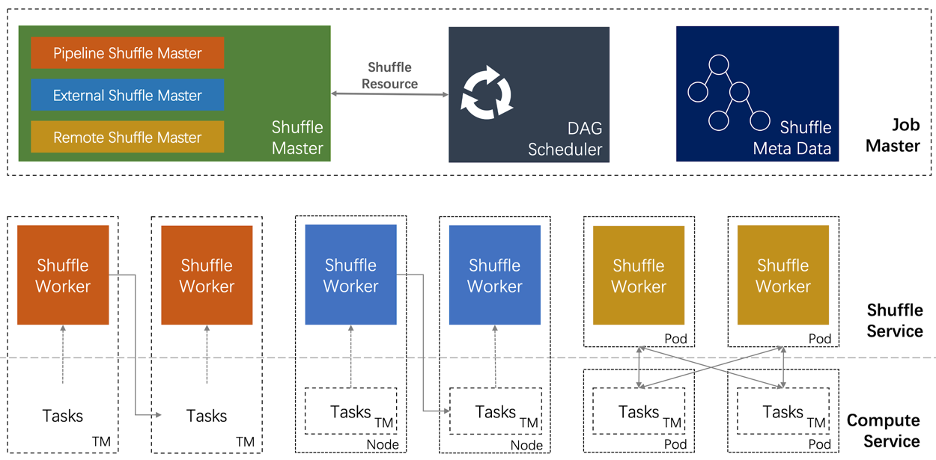 Pipeline Shuffle Master
External Shuffle Master
Remote Shuffle Master
Shuffle
Master
Shuffle
Resource
DAG
Scheduler
Shuffle
Meta Data
Job
Master
Shuffle
Worker
Shuffle
Worker
Shuffle
Worker
Shuffle
Worker
Shuffle
Worker
Shuffle
Worker
Pod
Pod
Shuffle
Service
Tasks
TM
Tasks
TM
Tasks
TM
Node
Tasks
TM
Node
Tasks
TM
Pod
Tasks
TM
Pod
Compute
Service